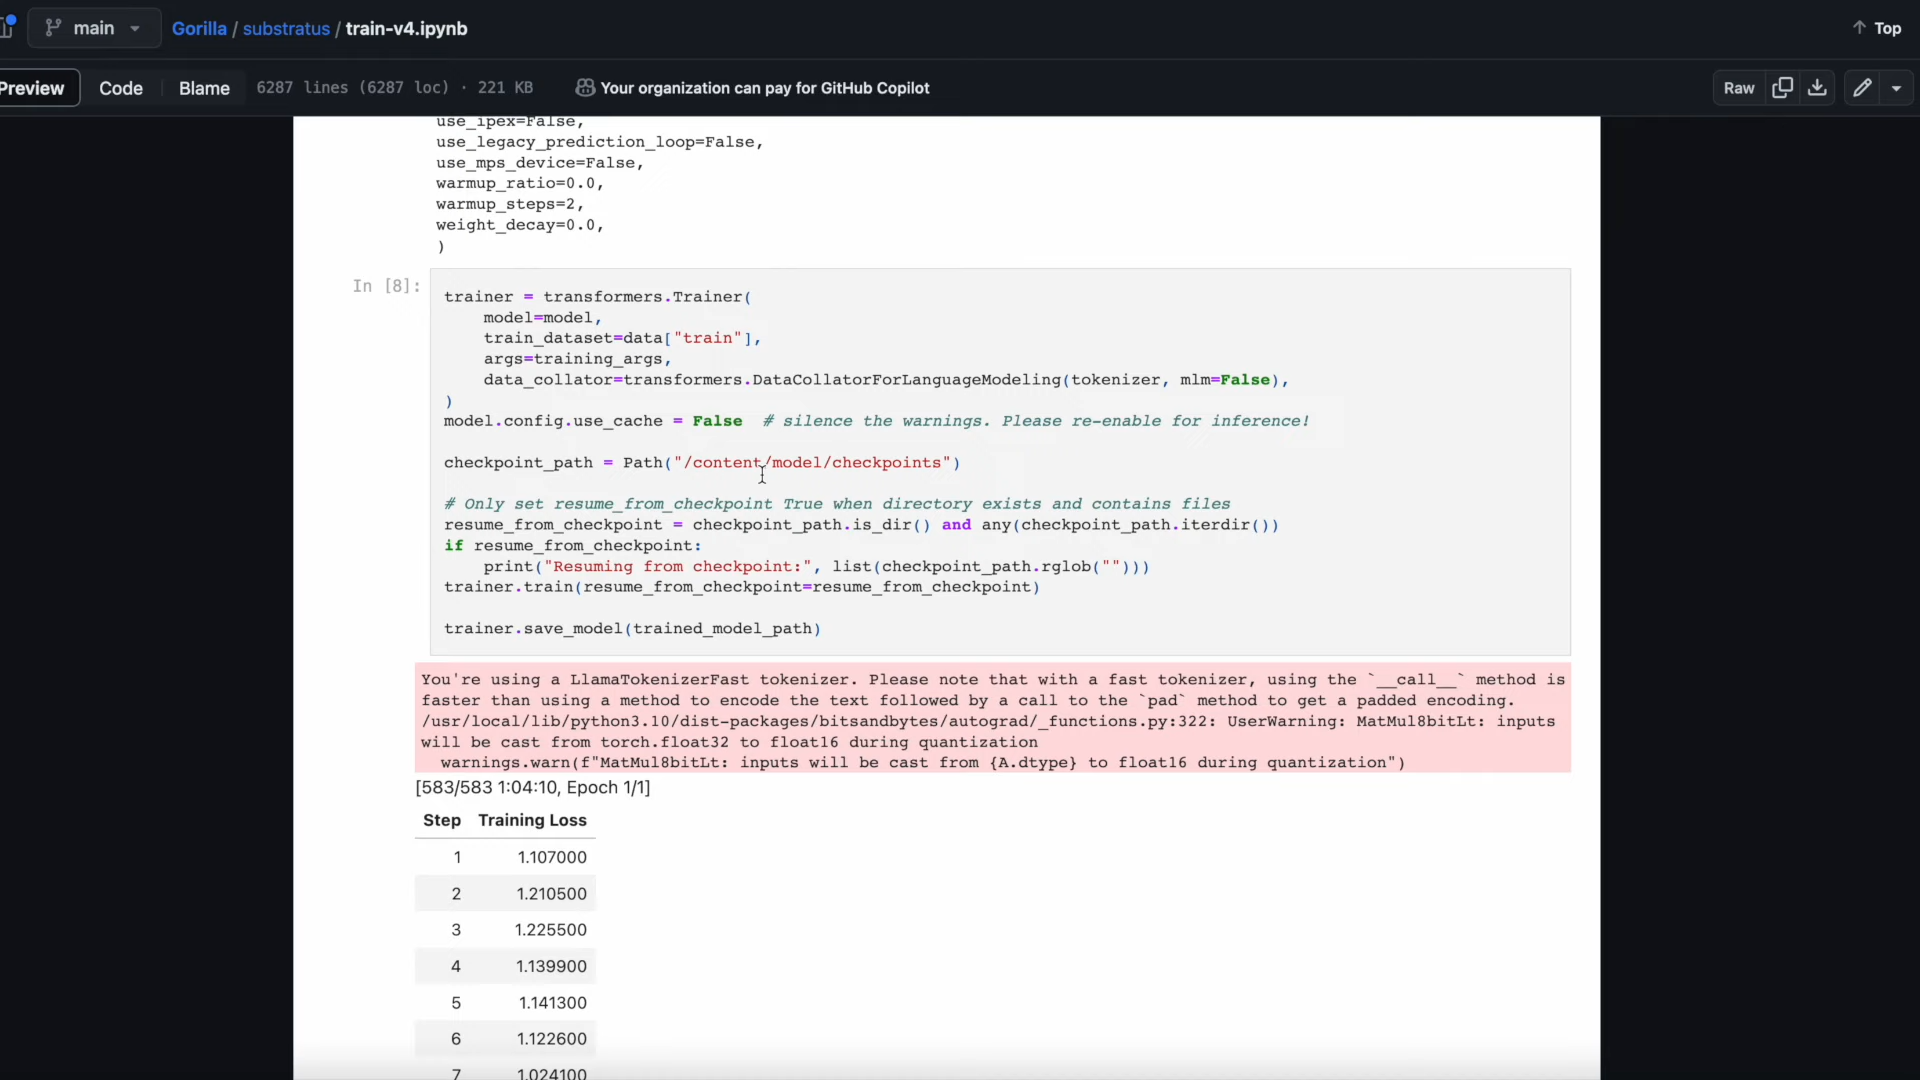 main
Gorilla / substratus / train-v4.ipynb
Top
Preview
Code
Blame
6287 lines (6287 loc) · 221 KB
Your organization can pay for GitHub Copilot
Raw
use_ipex=False,
use_legacy_prediction_loop=False,
use_mps_device=False,
warmup_ratio=0.0,
warmup_steps=2,
weight_decay=0.0,
)
In [8]:
trainer = transformers.Trainer(
    model=model,
    train_dataset=data["train"],
    args=training_args,
    data_collator=transformers.DataCollatorForLanguageModeling(tokenizer, mlm=False),
)
model.config.use_cache = False  # silence the warnings. Please re-enable for inference!
checkpoint_path = Path("/content/model/checkpoints")
# Only set resume_from_checkpoint True when directory exists and contains files
resume_from_checkpoint = checkpoint_path.is_dir() and any(checkpoint_path.iterdir())
if resume_from_checkpoint:
    print("Resuming from checkpoint:", list(checkpoint_path.rglob("")))
trainer.train(resume_from_checkpoint=resume_from_checkpoint)
trainer.save_model(trained_model_path)
You're using a LlamaTokenizerFast tokenizer. Please note that with a fast tokenizer, using the `__call__` method is
faster than using a method to encode the text followed by a call to the `pad` method to get a padded encoding.
/usr/local/lib/python3.10/dist-packages/bitsandbytes/autograd/_functions.py:322: UserWarning: MatMul8bitLt: inputs
will be cast from torch.float32 to float16 during quantization
  warnings.warn(f"MatMul8bitLt: inputs will be cast from {A.dtype} to float16 during quantization")
[583/583 1:04:10, Epoch 1/1]
Step Training Loss
1 1.107000
2 1.210500
3 1.225500
4 1.139900
5 1.141300
6 1.122600
7 1.024100